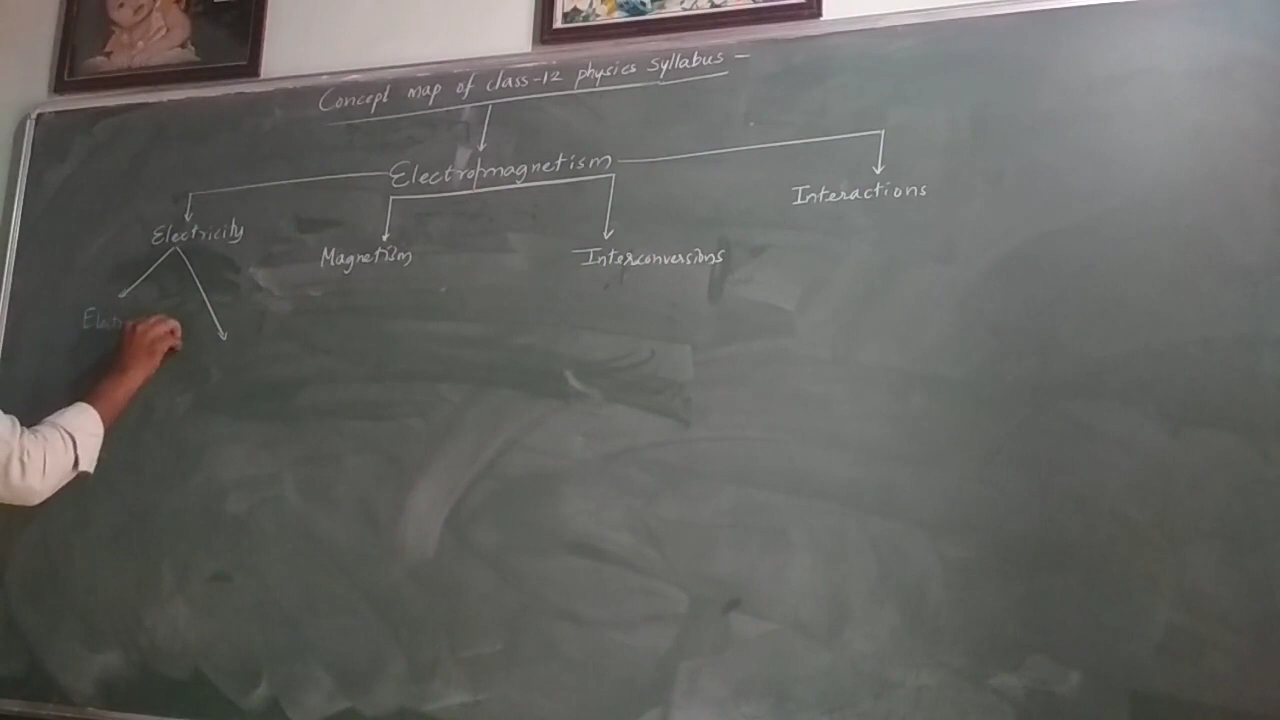 Concept map of class-12 physics syllabus -
Electromagnetism
Interactions
Electricity
Magnetism
Interconversions